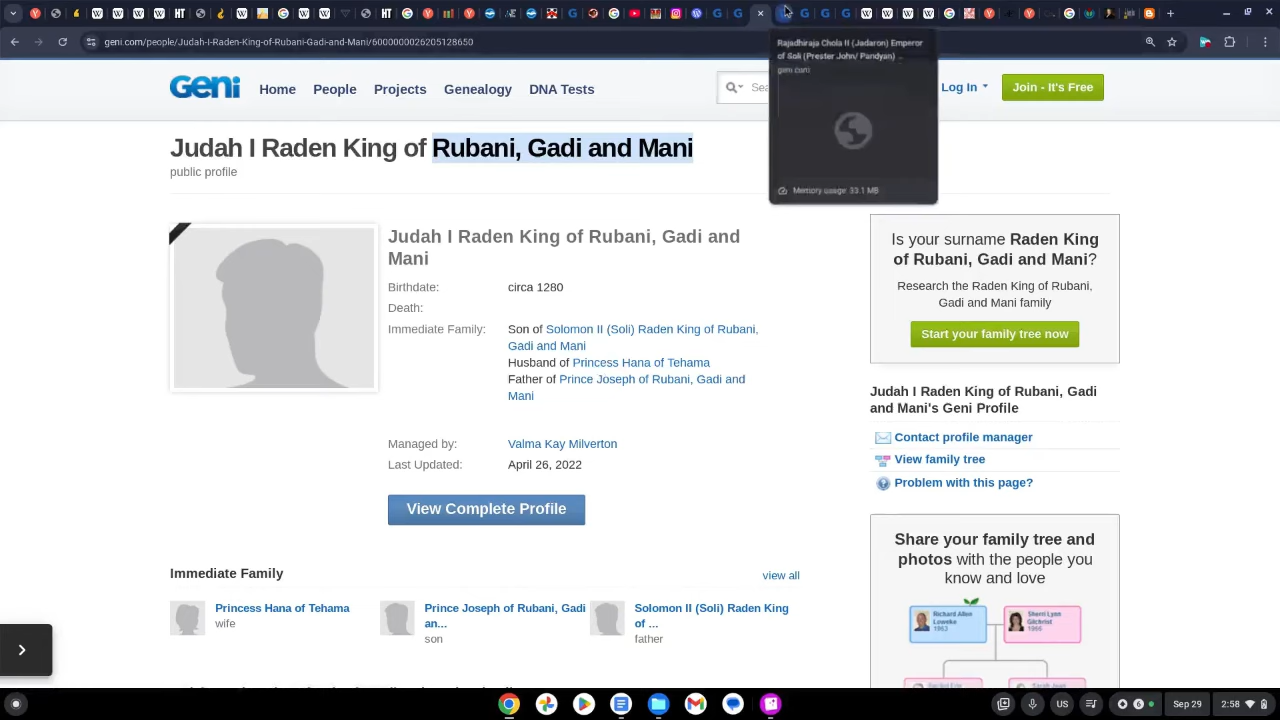 geni.com/people/Judah-I-Raden-King-of-Rubani-Gadi-and-Mani/6000000026205128650
Rajadhiraja Chola II (Jadaron) Emperor
of Soli (Prester John/ Pandyan) ...
geni.com
Memory usage: 33.1 MB
Geni
Home
People
Projects
Genealogy
DNA Tests
Sea
Log In
Join - It's Free
Judah I Raden King of Rubani, Gadi and Mani
public profile
Judah I Raden King of Rubani, Gadi and
Mani
Birthdate: circa 1280
Death:
Immediate Family: Son of Solomon II (Soli) Raden King of Rubani,
Gadi and Mani
Husband of Princess Hana of Tehama
Father of Prince Joseph of Rubani, Gadi and
Mani
Managed by: Valma Kay Milverton
Last Updated: April 26, 2022
View Complete Profile
Immediate Family
view all
Princess Hana of Tehama
wife
Prince Joseph of Rubani, Gadi
an...
son
Solomon II (Soli) Raden King
of ...
father
Is your surname Raden King
of Rubani, Gadi and Mani?
Research the Raden King of Rubani,
Gadi and Mani family
Start your family tree now
Judah I Raden King of Rubani, Gadi
and Mani's Geni Profile
Contact profile manager
View family tree
Problem with this page?
Share your family tree and
photos with the people you
know and love
Richard Allen
Loweke
Sherri Lynn
Gilchrist
US
Sep 29
2:58